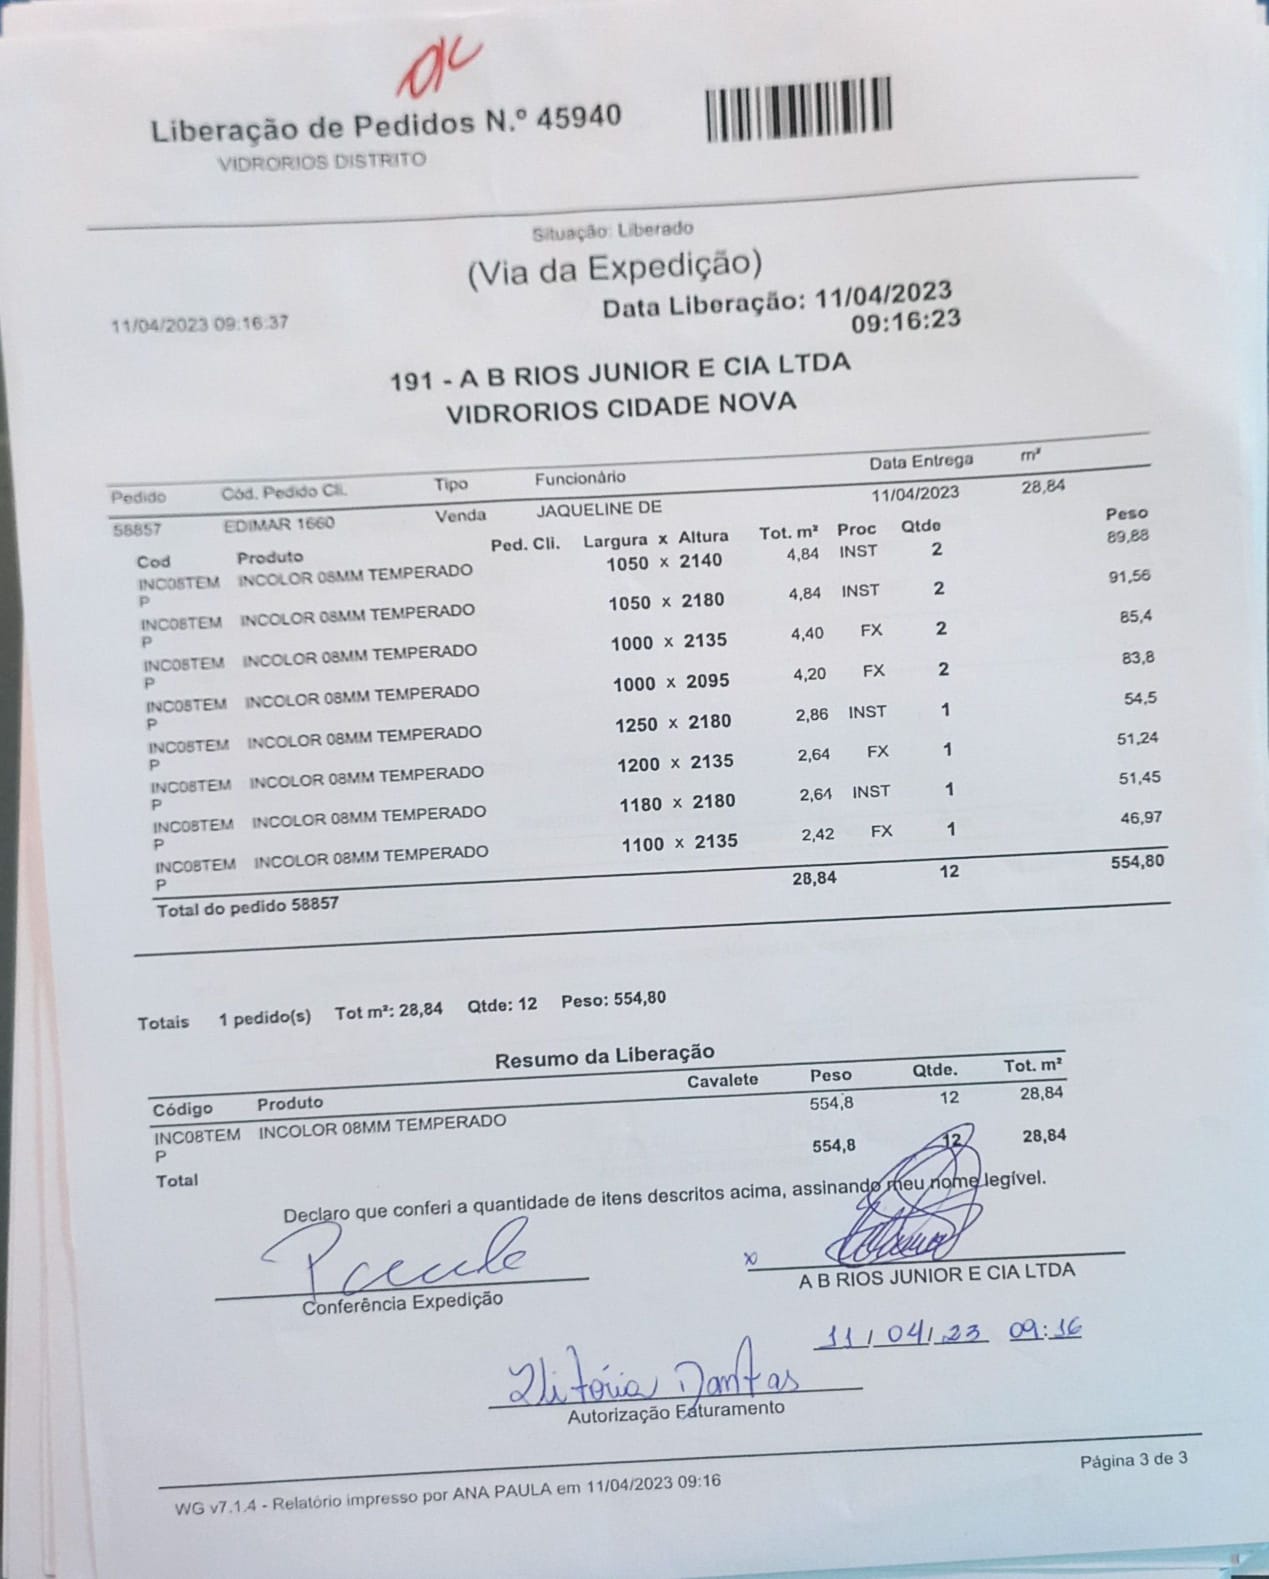 OK
Liberação de Pedidos N.º 45940
VIDRORIOS DISTRITO
Situação: Liberado
(Via da Expedição)
11/04/2023 09:16:37 Data Liberação: 11/04/2023
09:16:23
191 - A B RIOS JUNIOR E CIA LTDA
VIDRORIOS CIDADE NOVA
Pedido Cód. Pedido Cli. Tipo Funcionário Data Entrega m²
58857 EDIMAR 1660 Venda JAQUELINE DE 11/04/2023 28,84
Cod Produto Ped. Cli. Largura x Altura Tot. m² Proc Qtde Peso
INC08TEM INCOLOR 08MM TEMPERADO 1050 x 2140 4,84 INST 2 89,88
P
INC08TEM INCOLOR 08MM TEMPERADO 1050 x 2180 4,84 INST 2 91,56
P
INC08TEM INCOLOR 08MM TEMPERADO 1000 x 2135 4,40 FX 2 85,4
P
INC08TEM INCOLOR 08MM TEMPERADO 1000 x 2095 4,20 FX 2 83,8
P
INC08TEM INCOLOR 08MM TEMPERADO 1250 x 2180 2,86 INST 1 54,5
P
INC08TEM INCOLOR 08MM TEMPERADO 1200 x 2135 2,64 FX 1 51,24
P
INC08TEM INCOLOR 08MM TEMPERADO 1180 x 2180 2,64 INST 1 51,45
P
INC08TEM INCOLOR 08MM TEMPERADO 1100 x 2135 2,42 FX 1 46,97
P
Total do pedido 58857 28,84 12 554,80
Totais 1 pedido(s) Tot m²: 28,84 Qtde: 12 Peso: 554,80
Resumo da Liberação
Código Produto Cavalete Peso Qtde. Tot. m²
INC08TEM INCOLOR 08MM TEMPERADO 554,8 12 28,84
P
Total 554,8 12 28,84
Declaro que conferi a quantidade de itens descritos acima, assinando meu nome legível.
x
Conferência Expedição A B RIOS JUNIOR E CIA LTDA
11/04/23 09:16
Dantas
Autorização Faturamento
WG v7.1.4 - Relatório impresso por ANA PAULA em 11/04/2023 09:16 Página 3 de 3